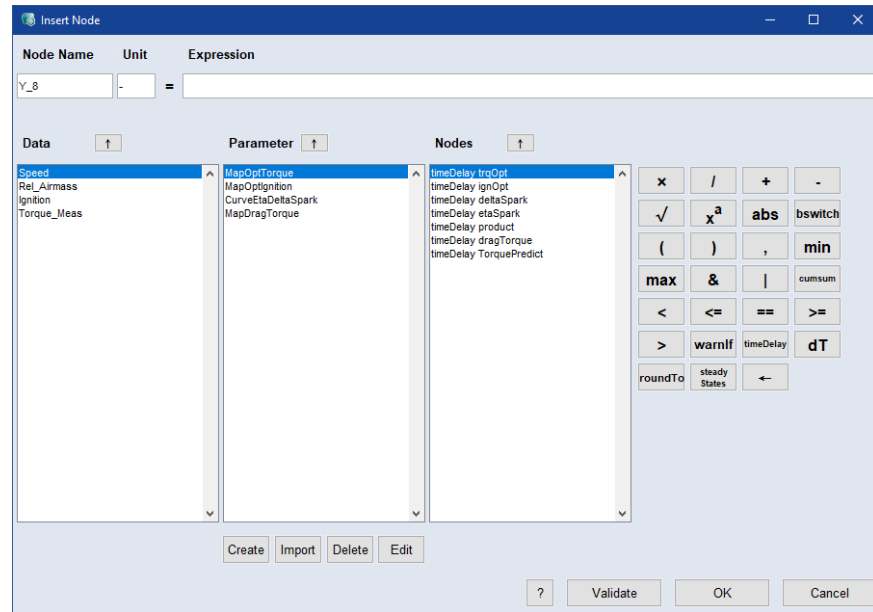 Insert Node
Node Name Unit Expression
Y_8 - =
Data ↑ Parameter ↑ Nodes ↑
Speed MapOptTorque timeDelay trqOpt
Rel_Airmass MapOptIgnition timeDelay ignOpt
Ignition CurveEtaDeltaSpark timeDelay deltaSpark
Torque_Meas MapDragTorque timeDelay etaSpark
timeDelay product
timeDelay dragTorque
timeDelay TorquePredict
× / + -
√ xª abs bswitch
( ) , min
max & | cumsum
< <= == >=
> warnIf timeDelay dT
roundTo steady States ←
Create Import Delete Edit
? Validate OK Cancel